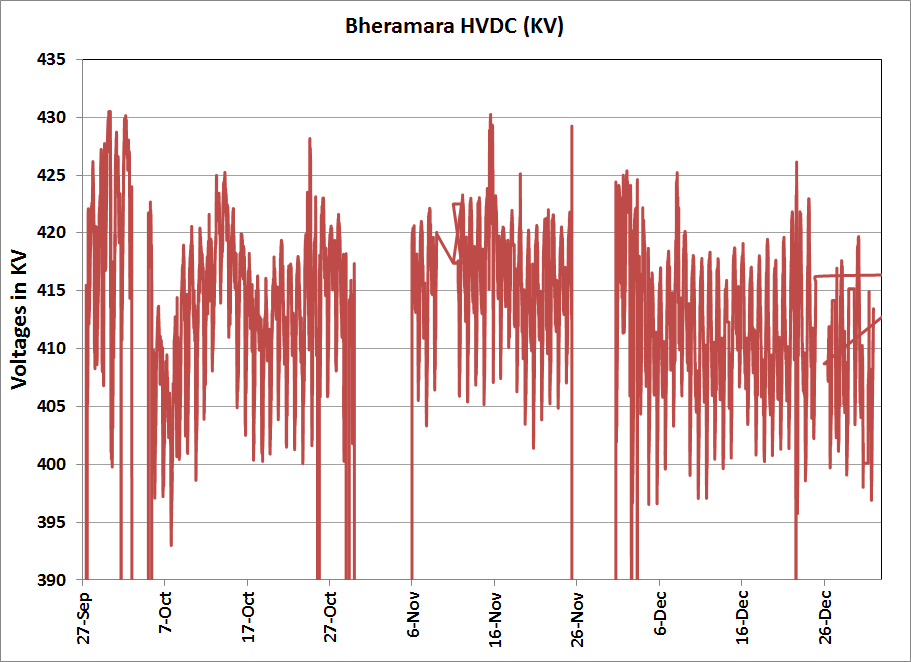 Bheramara HVDC (KV)
435
430
425
420
415
410
405
400
395
390
Voltages in KV
27-Sep
7-Oct
17-Oct
27-Oct
6-Nov
16-Nov
26-Nov
6-Dec
16-Dec
26-Dec